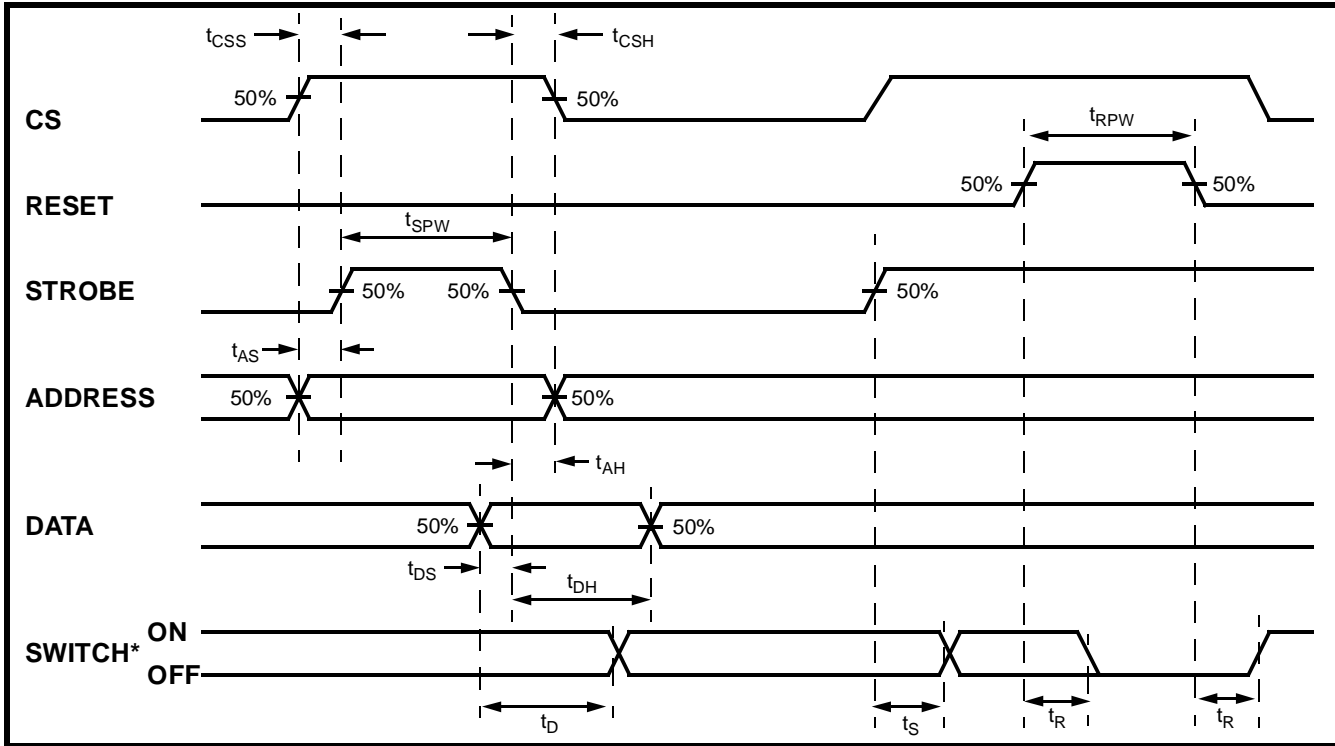 tCSS
tCSH
50%
50%
CS
tRPW
50%
50%
RESET
tSPW
STROBE
50%
50%
50%
tAS
ADDRESS
50%
50%
tAH
DATA
50%
50%
tDS
tDH
ON
SWITCH*
OFF
tD
tS
tR
tR